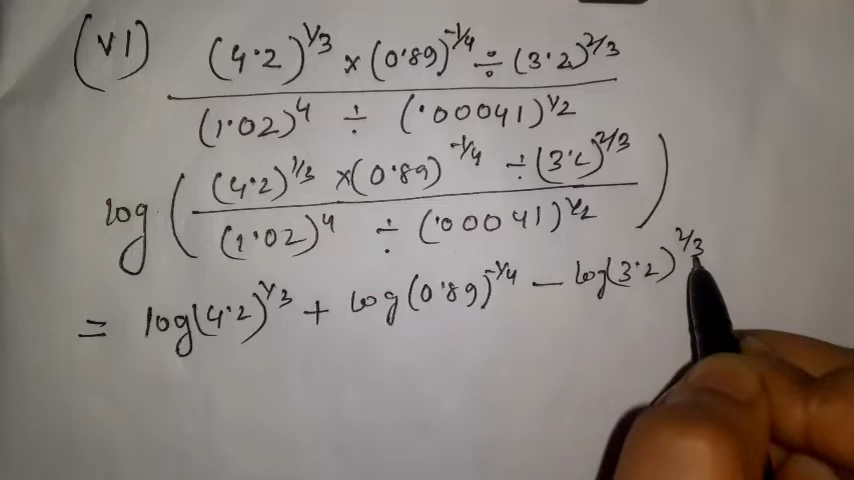 (VI) (4.2)^1/3 × (0.89)^-1/4 ÷ (3.2)^2/3
(1.02)^4 ÷ (.00041)^1/2
log ( (4.2)^1/3 × (0.89)^-1/4 ÷ (3.2)^2/3
(1.02)^4 ÷ (.00041)^1/2 )
= log(4.2)^1/3 + log(0.89)^-1/4 - log(3.2)^2/3